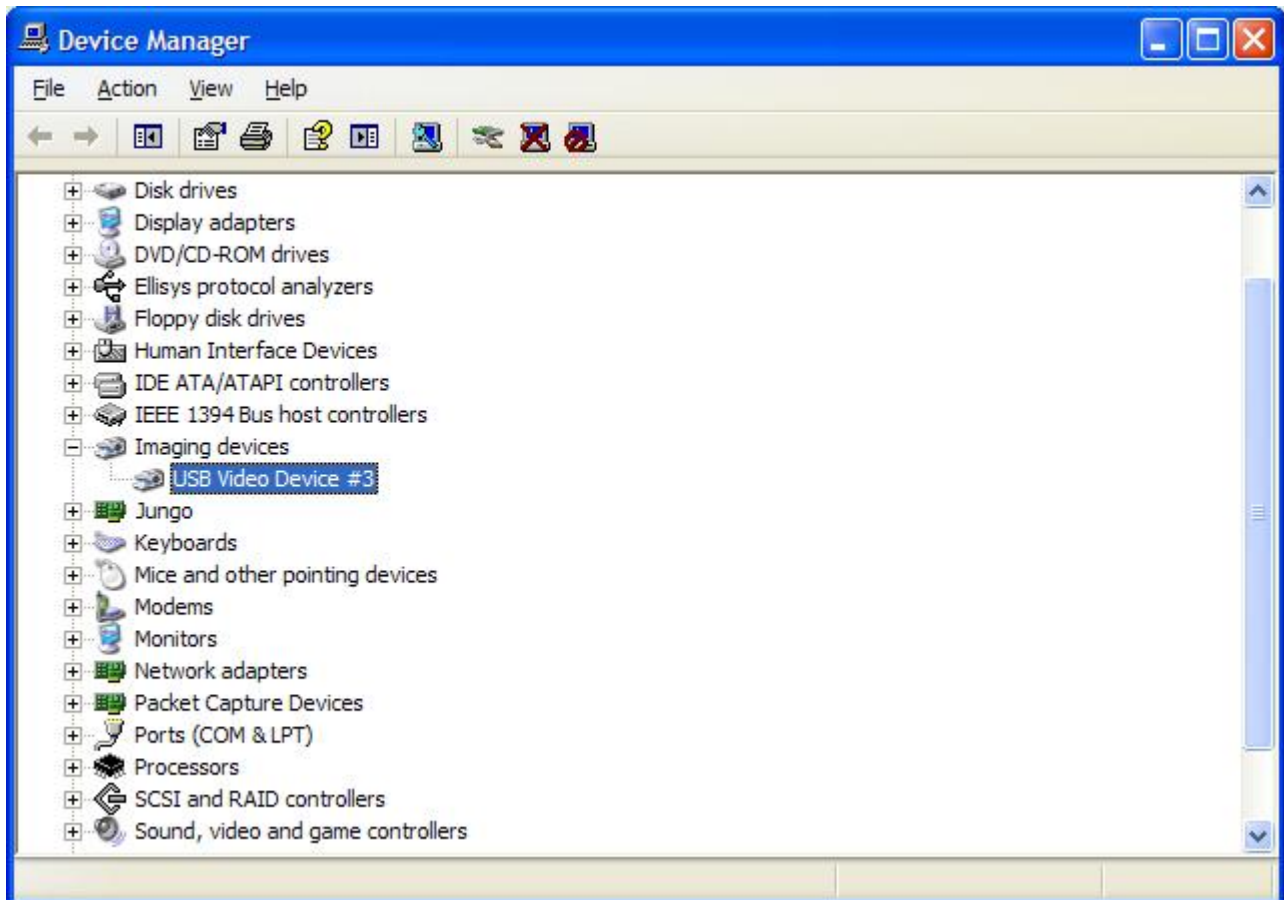 Device Manager
File Action View Help
Disk drives
Display adapters
DVD/CD-ROM drives
Ellisys protocol analyzers
Floppy disk drives
Human Interface Devices
IDE ATA/ATAPI controllers
IEEE 1394 Bus host controllers
Imaging devices
USB Video Device #3
Jungo
Keyboards
Mice and other pointing devices
Modems
Monitors
Network adapters
Packet Capture Devices
Ports (COM & LPT)
Processors
SCSI and RAID controllers
Sound, video and game controllers